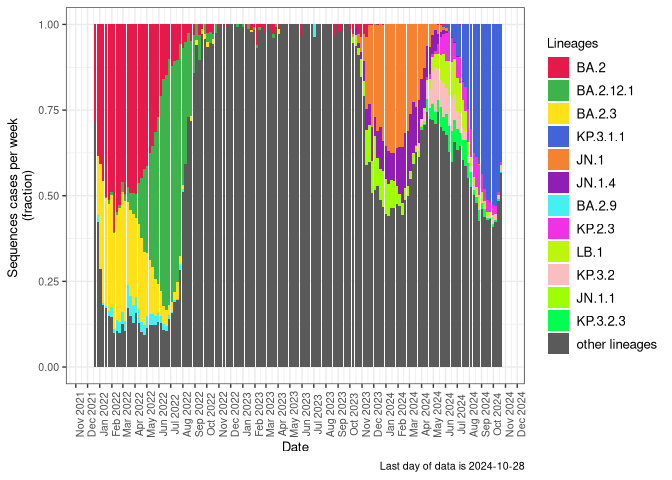 1.00
0.75
0.50
0.25
0.00
Sequences cases per week
(fraction)
Nov 2021
Dec 2021
Jan 2022
Feb 2022
Mar 2022
Apr 2022
May 2022
Jun 2022
Jul 2022
Aug 2022
Sep 2022
Oct 2022
Nov 2022
Dec 2022
Jan 2023
Feb 2023
Mar 2023
Apr 2023
May 2023
Jun 2023
Jul 2023
Aug 2023
Sep 2023
Oct 2023
Nov 2023
Dec 2023
Jan 2024
Feb 2024
Mar 2024
Apr 2024
May 2024
Jun 2024
Jul 2024
Aug 2024
Sep 2024
Oct 2024
Nov 2024
Dec 2024
Date
Lineages
BA.2
BA.2.12.1
BA.2.3
KP.3.1.1
JN.1
JN.1.4
BA.2.9
KP.2.3
LB.1
KP.3.2
JN.1.1
KP.3.2.3
other lineages
Last day of data is 2024-10-28